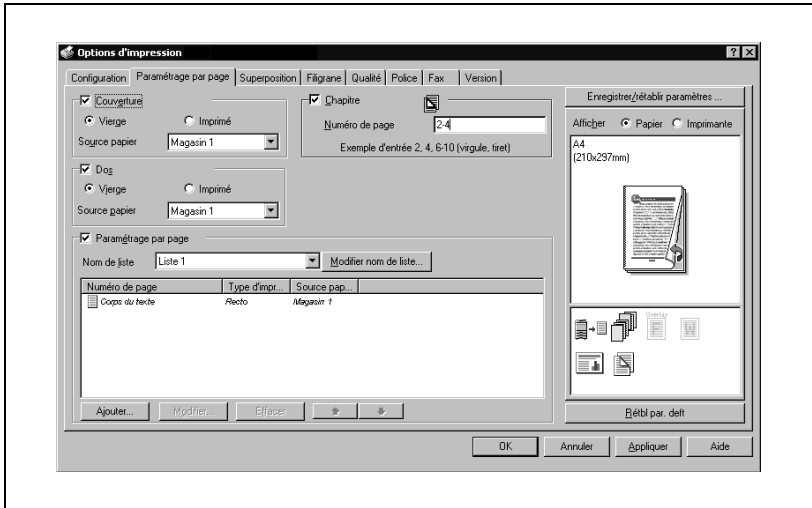 Options d'impression
Configuration Paramétrage par page Superposition Filigrane Qualité Police Fax Version
Couverture
Vierge Imprimé
Source papier Magasin 1
Chapitre
Numéro de page 2-4
Exemple d'entrée 2, 4, 6-10 (virgule, tiret)
Dos
Vierge Imprimé
Source papier Magasin 1
Paramétrage par page
Nom de liste Liste 1 Modifier nom de liste...
Numéro de page Type d'impr... Source pap...
Corps du texte Recto Magasin 1
Ajouter... Modifier... Effacer
Enregistrer/rétablir paramètres ...
Afficher Papier Imprimante
A4
(210x297mm)
Overlay
Rétbl par. deft
OK Annuler Appliquer Aide